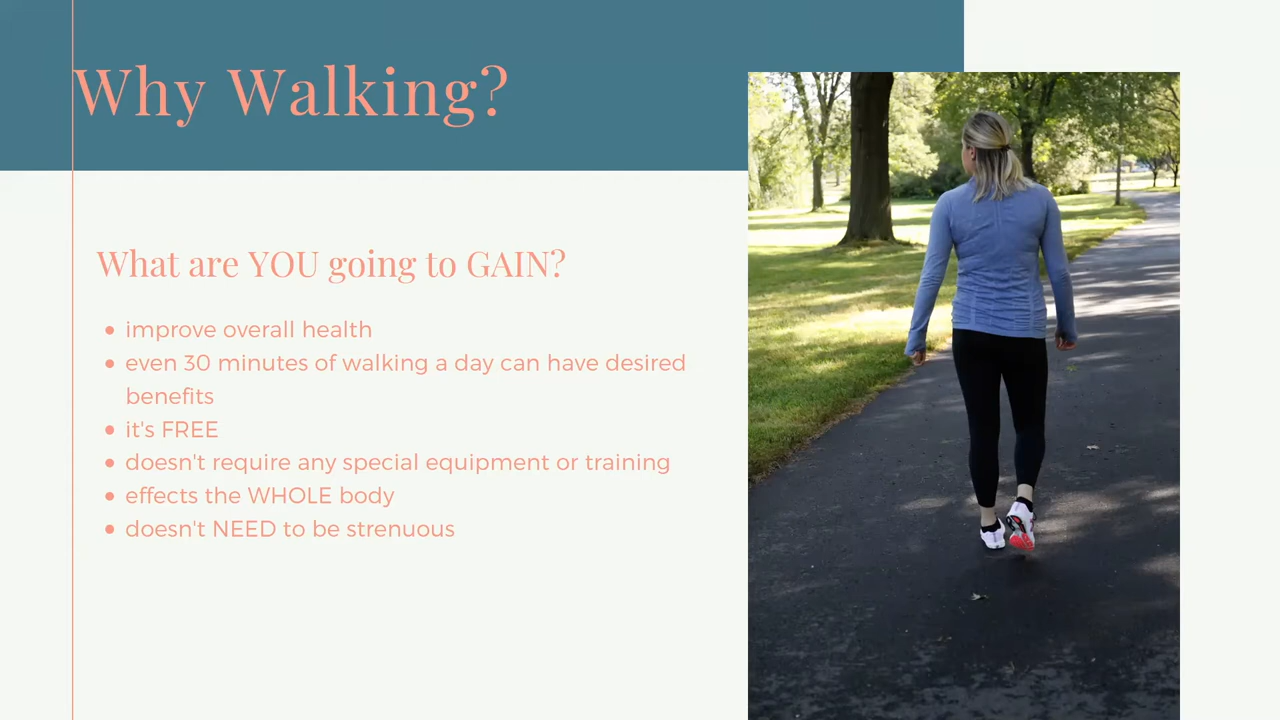 Why Walking?
What are YOU going to GAIN?
• improve overall health
• even 30 minutes of walking a day can have desired
benefits
• it's FREE
• doesn't require any special equipment or training
• effects the WHOLE body
• doesn't NEED to be strenuous